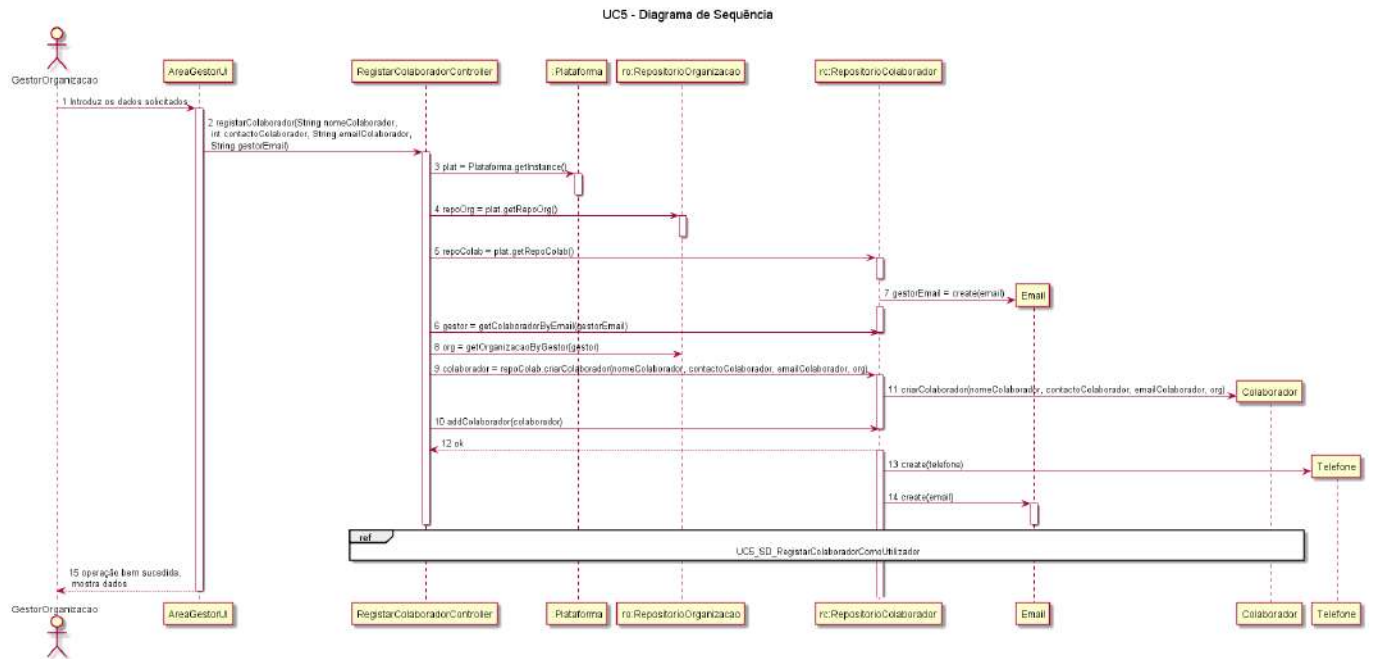 UC5 - Diagrama de Sequência
GestorOrganizacao
AreaGestorUI
RegistarColaboradorController
:Plataforma
ro:RepositorioOrganizacao
rc:RepositorioColaborador
1 Introduz os dados solicitados
2 registarColaborador(String nomeColaborador,
int contactoColaborador, String emailColaborador,
String gestorEmail)
3 plat = Plataforma.getInstance()
4 repoOrg = plat.getRepoOrg()
5 repoColab = plat.getRepoColab()
7 gestorEmail = create(email)
Email
6 gestor = getColaboradorByEmail(gestorEmail)
8 org = getOrganizacaoByGestor(gestor)
9 colaborador = repoColab.criarColaborador(nomeColaborador, contactoColaborador, emailColaborador, org)
11 criarColaborador(nomeColaborador, contactoColaborador, emailColaborador, org)
Colaborador
10 addColaborador(colaborador)
12 ok
13 create(telefone)
Telefone
14 create(email)
ref
UC5_SD_RegistarColaboradorComoUtilizador
15 operação bem sucedida,
mostra dados
GestorOrganizacao
AreaGestorUI
RegistarColaboradorController
:Plataforma
ro:RepositorioOrganizacao
rc:RepositorioColaborador
Email
Colaborador
Telefone